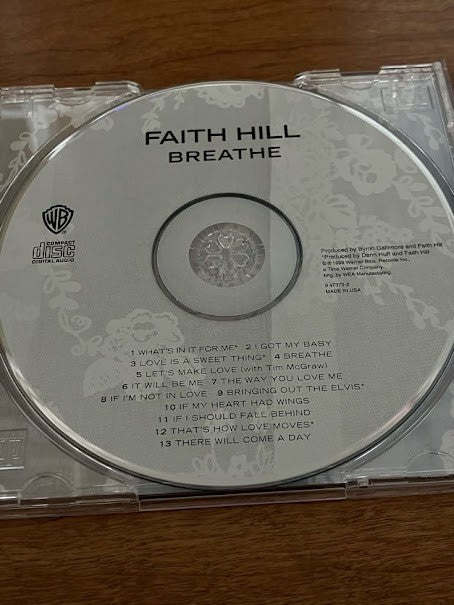 FAITH HILL
BREATHE
WB
®
COMPACT
disc
DIGITAL AUDIO
Produced by Byron Gallimore and Faith Hill
*Produced by Dann Huff and Faith Hill
℗© 1999 Warner Bros. Records Inc.,
a Time Warner Company.
Mfg. by WEA Manufacturing.
9 47373-2
MADE IN USA
1 WHAT'S IN IT FOR ME* 2 I GOT MY BABY
3 LOVE IS A SWEET THING* 4 BREATHE
5 LET'S MAKE LOVE (with Tim McGraw)
6 IT WILL BE ME 7 THE WAY YOU LOVE ME
8 IF I'M NOT IN LOVE 9 BRINGING OUT THE ELVIS*
10 IF MY HEART HAD WINGS
11 IF I SHOULD FALL BEHIND
12 THAT'S HOW LOVE MOVES*
13 THERE WILL COME A DAY